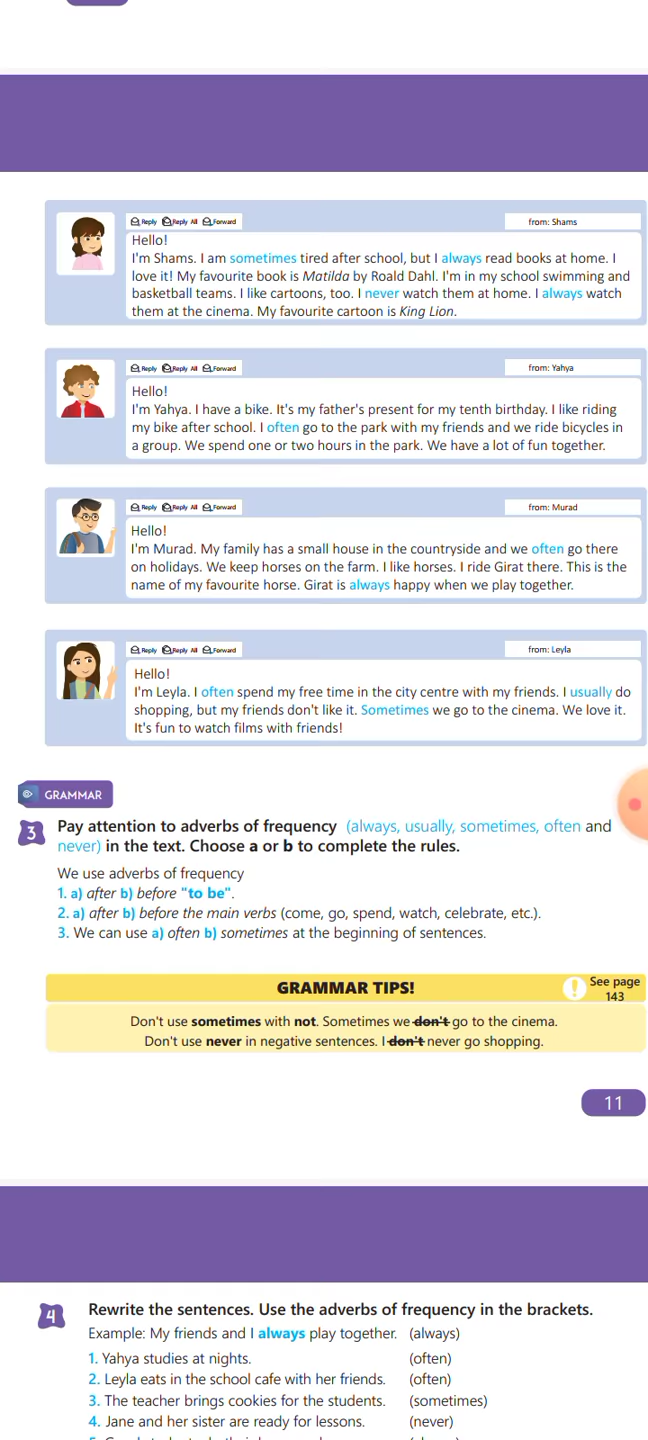 Reply Reply All Forward from: Shams
Hello!
I'm Shams. I am sometimes tired after school, but I always read books at home. I
love it! My favourite book is Matilda by Roald Dahl. I'm in my school swimming and
basketball teams. I like cartoons, too. I never watch them at home. I always watch
them at the cinema. My favourite cartoon is King Lion.
Reply Reply All Forward from: Yahya
Hello!
I'm Yahya. I have a bike. It's my father's present for my tenth birthday. I like riding
my bike after school. I often go to the park with my friends and we ride bicycles in
a group. We spend one or two hours in the park. We have a lot of fun together.
Reply Reply All Forward from: Murad
Hello!
I'm Murad. My family has a small house in the countryside and we often go there
on holidays. We keep horses on the farm. I like horses. I ride Girat there. This is the
name of my favourite horse. Girat is always happy when we play together.
Reply Reply All Forward from: Leyla
Hello!
I'm Leyla. I often spend my free time in the city centre with my friends. I usually do
shopping, but my friends don't like it. Sometimes we go to the cinema. We love it.
It's fun to watch films with friends!
GRAMMAR
3 Pay attention to adverbs of frequency (always, usually, sometimes, often and
never) in the text. Choose a or b to complete the rules.
We use adverbs of frequency
1. a) after b) before "to be".
2. a) after b) before the main verbs (come, go, spend, watch, celebrate, etc.).
3. We can use a) often b) sometimes at the beginning of sentences.
GRAMMAR TIPS! ! See page
143
Don't use sometimes with not. Sometimes we don't go to the cinema.
Don't use never in negative sentences. I don't never go shopping.
11
4 Rewrite the sentences. Use the adverbs of frequency in the brackets.
Example: My friends and I always play together. (always)
1. Yahya studies at nights. (often)
2. Leyla eats in the school cafe with her friends. (often)
3. The teacher brings cookies for the students. (sometimes)
4. Jane and her sister are ready for lessons. (never)